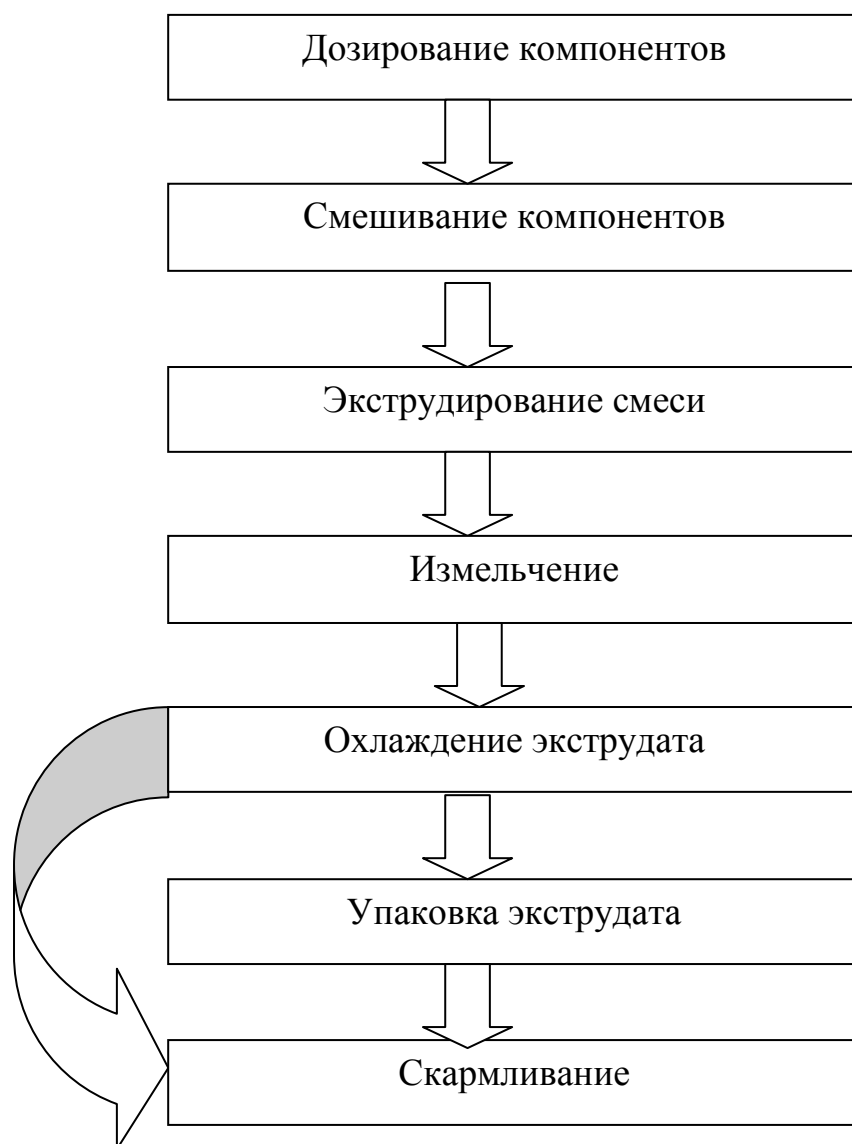 Дозирование компонентов
Смешивание компонентов
Экструдирование смеси
Измельчение
Охлаждение экструдата
Упаковка экструдата
Скармливание